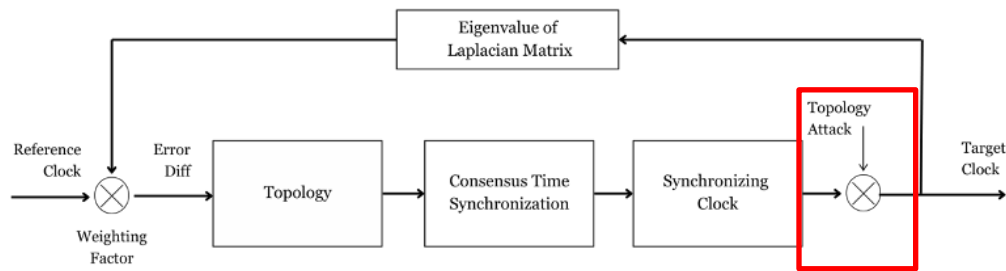 Eigenvalue of
Laplacian Matrix
Topology
Attack
Reference
Clock
Error
Diff
Topology
Consensus Time
Synchronization
Synchronizing
Clock
Target
Clock
Weighting
Factor